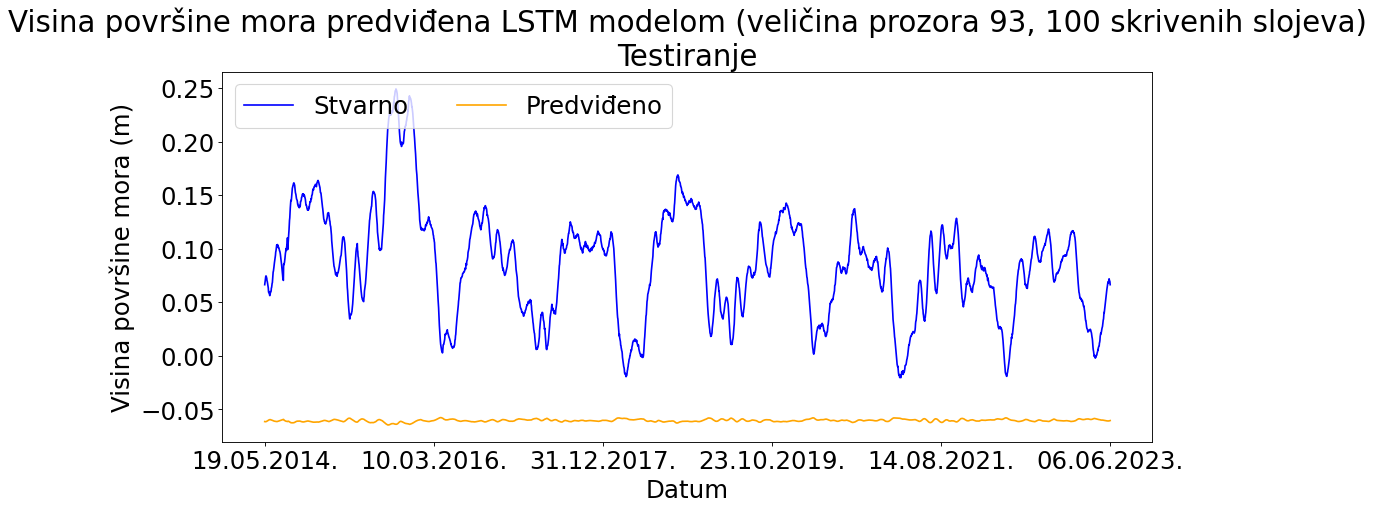 Visina površine mora predviđena LSTM modelom (veličina prozora 93, 100 skrivenih slojeva)
Testiranje
Stvarno Predviđeno
Visina površine mora (m)
0.25
0.20
0.15
0.10
0.05
0.00
−0.05
19.05.2014. 10.03.2016. 31.12.2017. 23.10.2019. 14.08.2021. 06.06.2023.
Datum